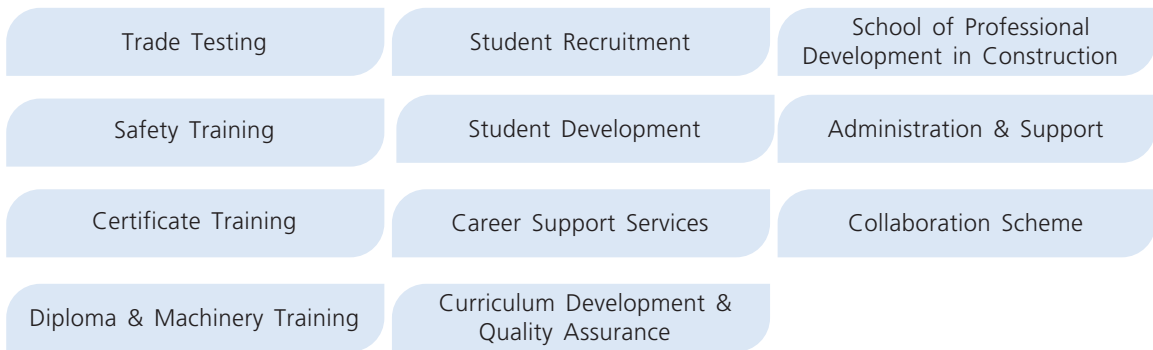 Trade Testing
Student Recruitment
School of Professional
Development in Construction
Safety Training
Student Development
Administration & Support
Certificate Training
Career Support Services
Collaboration Scheme
Diploma & Machinery Training
Curriculum Development &
Quality Assurance